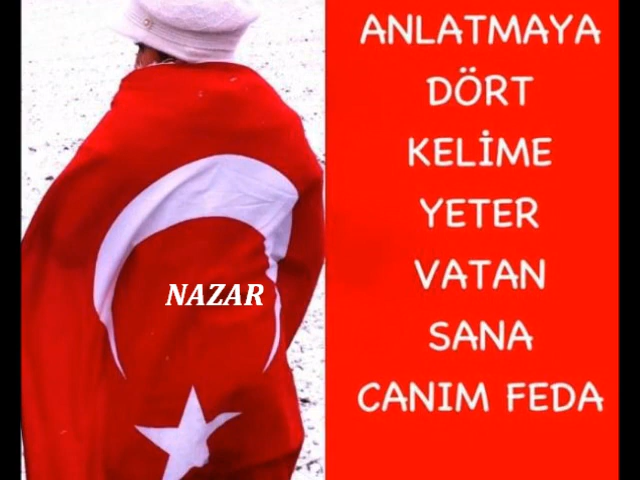 NAZAR
ANLATMAYA
DÖRT
KELİME
YETER
VATAN
SANA
CANIM FEDA